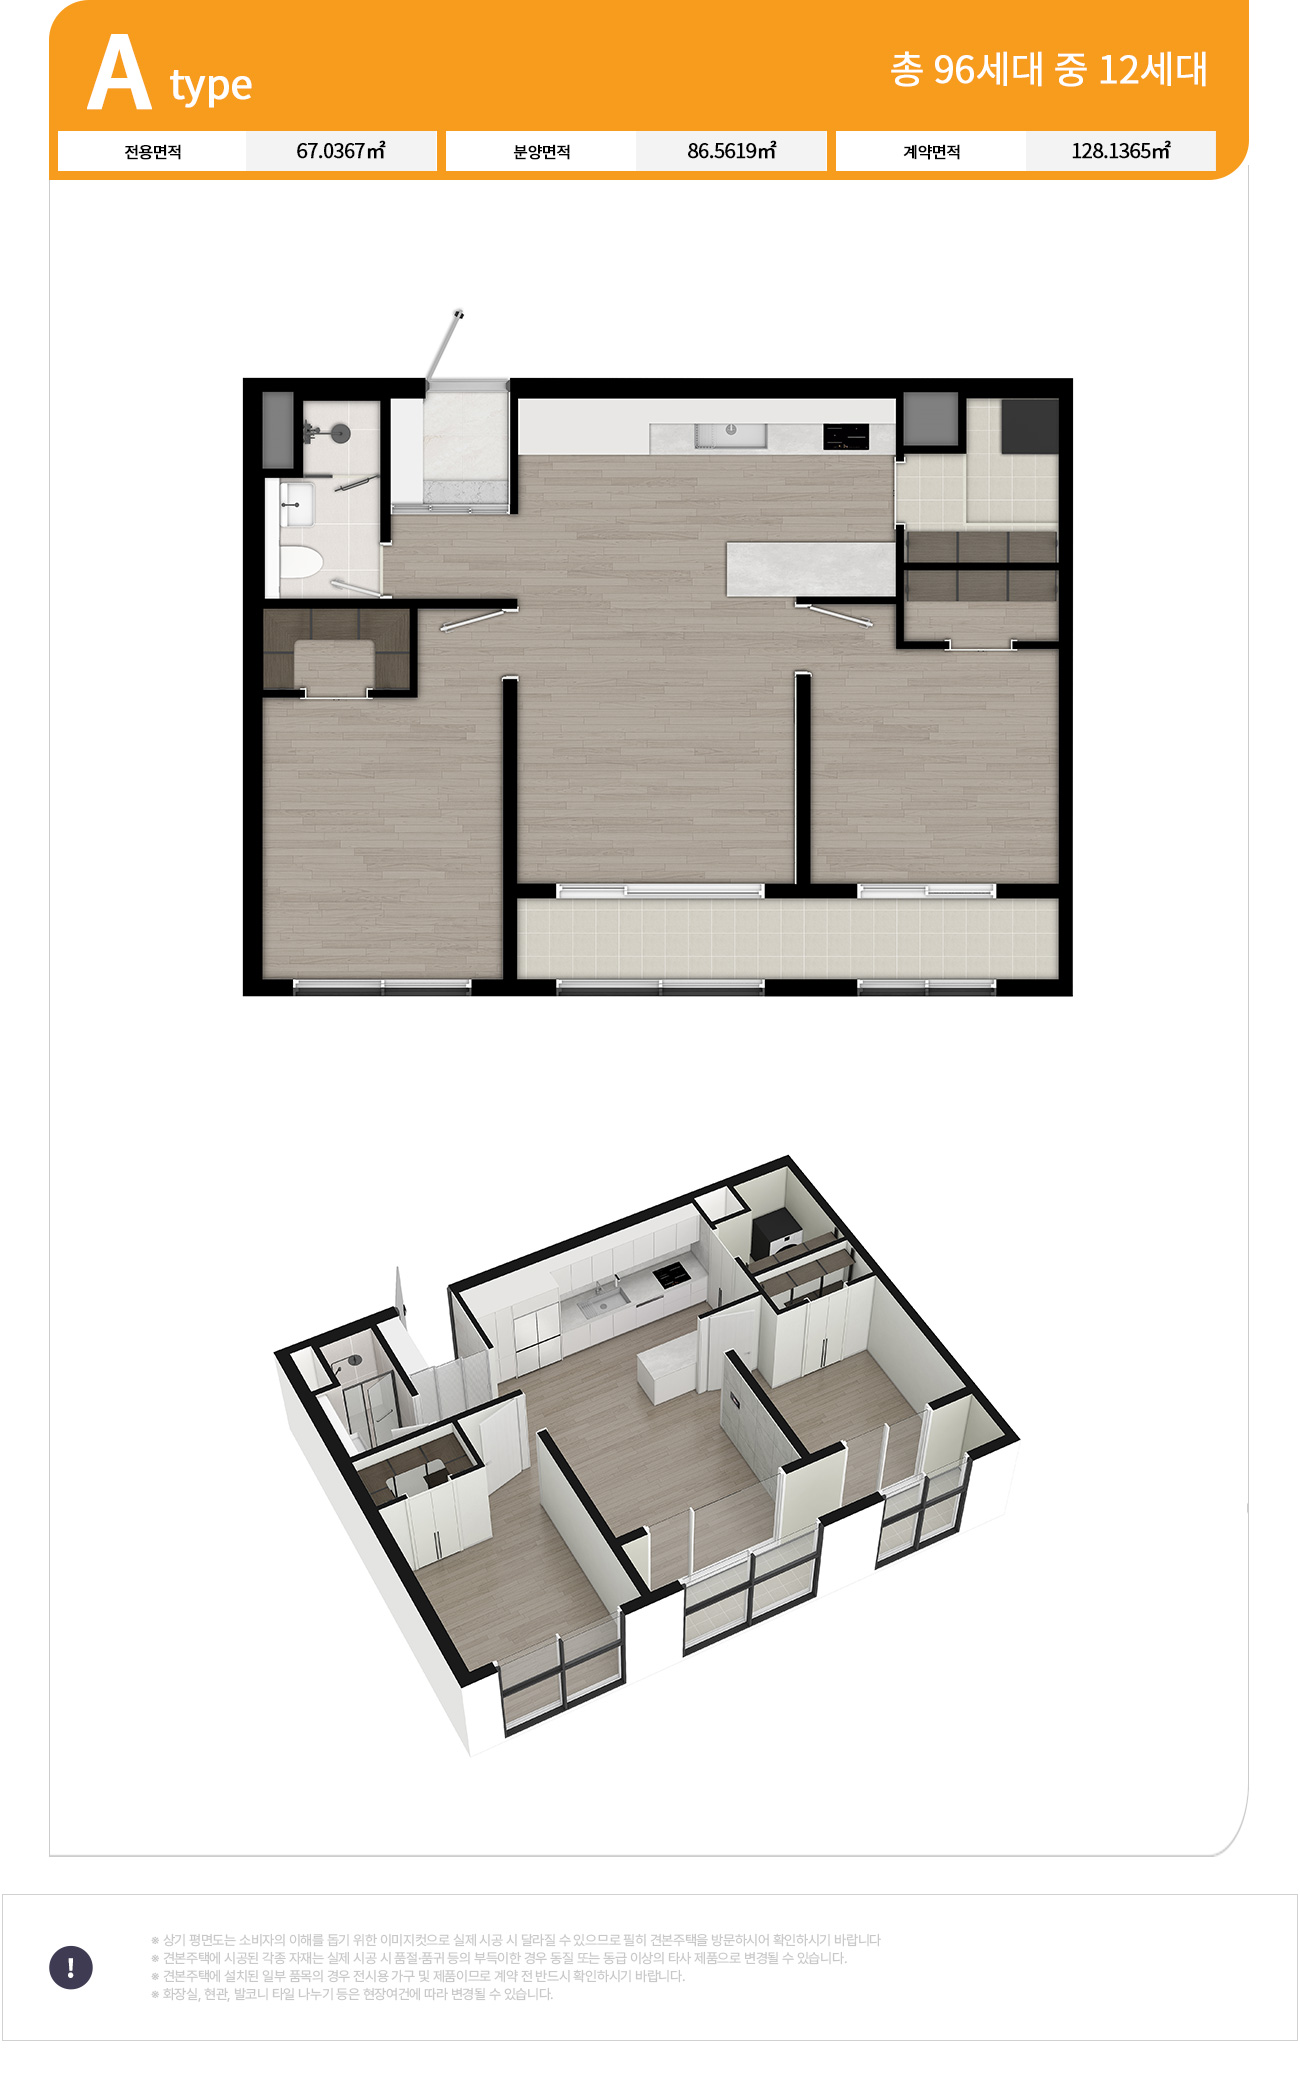 A type
총 96세대 중 12세대
전용면적 67.0367㎡ 분양면적 86.5619㎡ 계약면적 128.1365㎡
!
※ 상기 평면도는 소비자의 이해를 돕기 위한 이미지컷으로 실제 시공 시 달라질 수 있으므로 필히 견본주택을 방문하시어 확인하시기 바랍니다
※ 견본주택에 시공된 각종 자재는 실제 시공 시 품절·품귀 등의 부득이한 경우 동질 또는 동급 이상의 타사 제품으로 변경될 수 있습니다.
※ 견본주택에 설치된 일부 품목의 경우 전시용 가구 및 제품이므로 계약 전 반드시 확인하시기 바랍니다.
※ 화장실, 현관, 발코니 타일 나누기 등은 현장여건에 따라 변경될 수 있습니다.